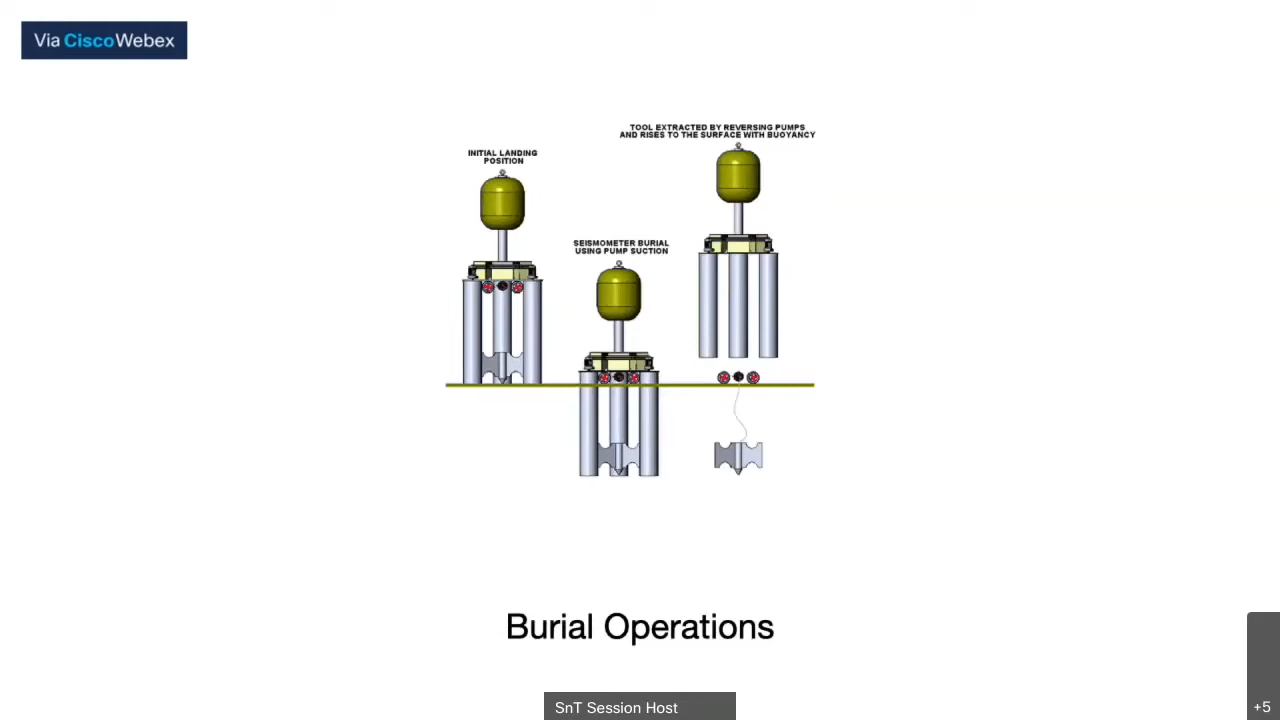 Via CiscoWebex
TOOL EXTRACTED BY REVERSING PUMPS
AND RISES TO THE SURFACE WITH BUOYANCY
INITIAL LANDING
POSITION
SEISMOMETER BURIAL
USING PUMP SUCTION
Burial Operations
SnT Session Host
+5